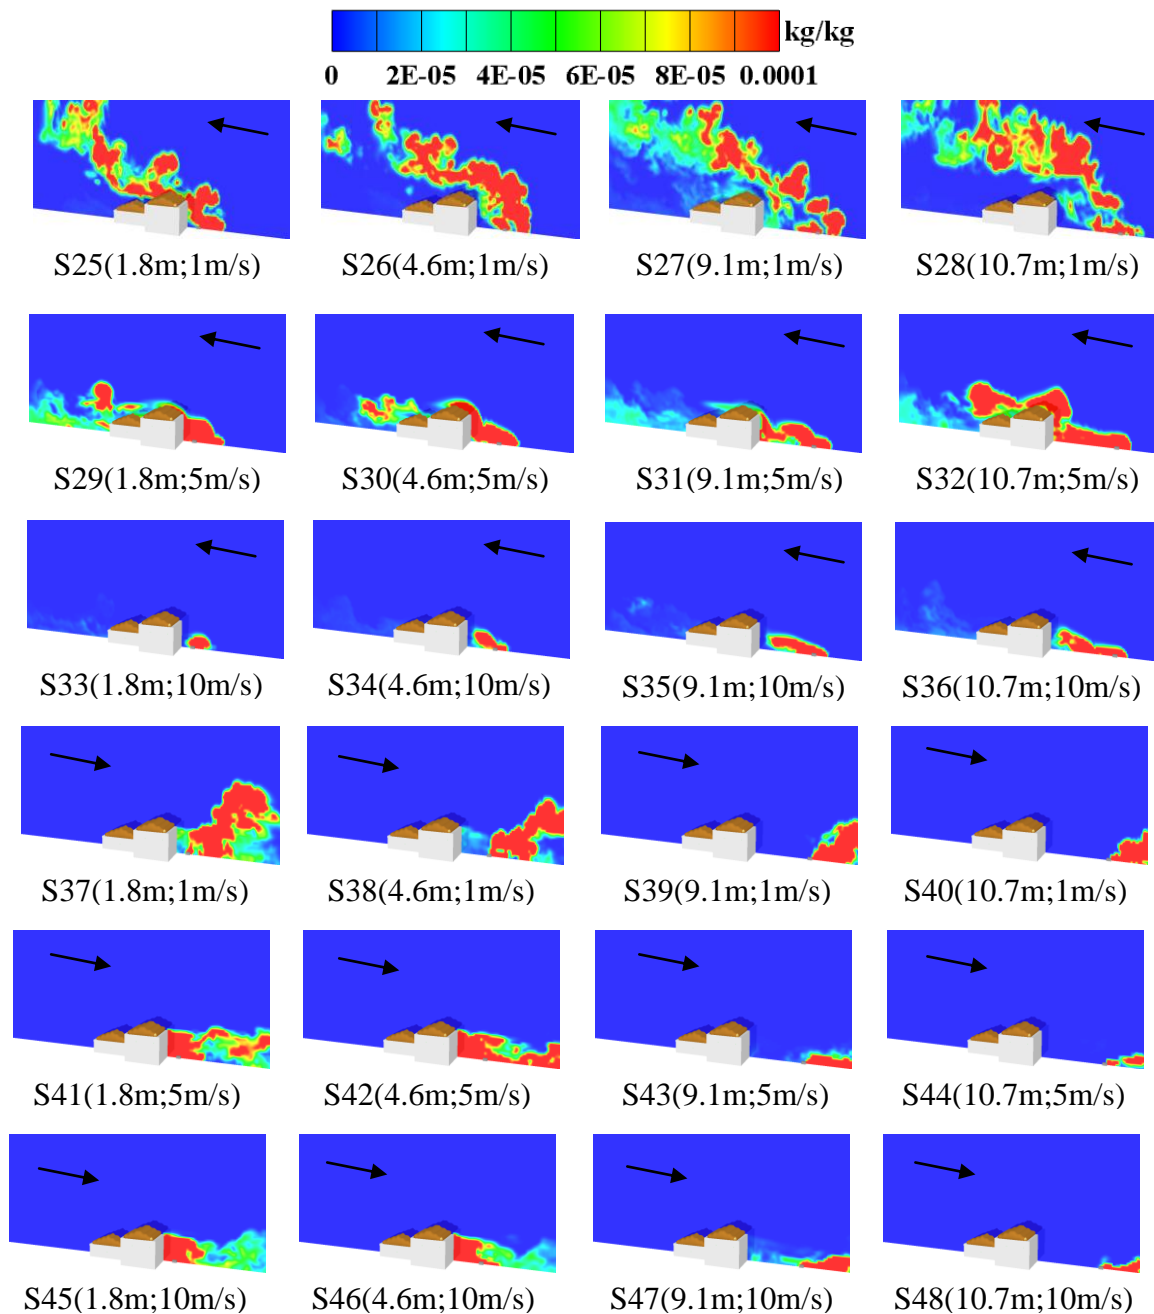 kg/kg
0 2E-05 4E-05 6E-05 8E-05 0.0001
S25(1.8m;1m/s) S26(4.6m;1m/s) S27(9.1m;1m/s) S28(10.7m;1m/s)
S29(1.8m;5m/s) S30(4.6m;5m/s) S31(9.1m;5m/s) S32(10.7m;5m/s)
S33(1.8m;10m/s) S34(4.6m;10m/s) S35(9.1m;10m/s) S36(10.7m;10m/s)
S37(1.8m;1m/s) S38(4.6m;1m/s) S39(9.1m;1m/s) S40(10.7m;1m/s)
S41(1.8m;5m/s) S42(4.6m;5m/s) S43(9.1m;5m/s) S44(10.7m;5m/s)
S45(1.8m;10m/s) S46(4.6m;10m/s) S47(9.1m;10m/s) S48(10.7m;10m/s)